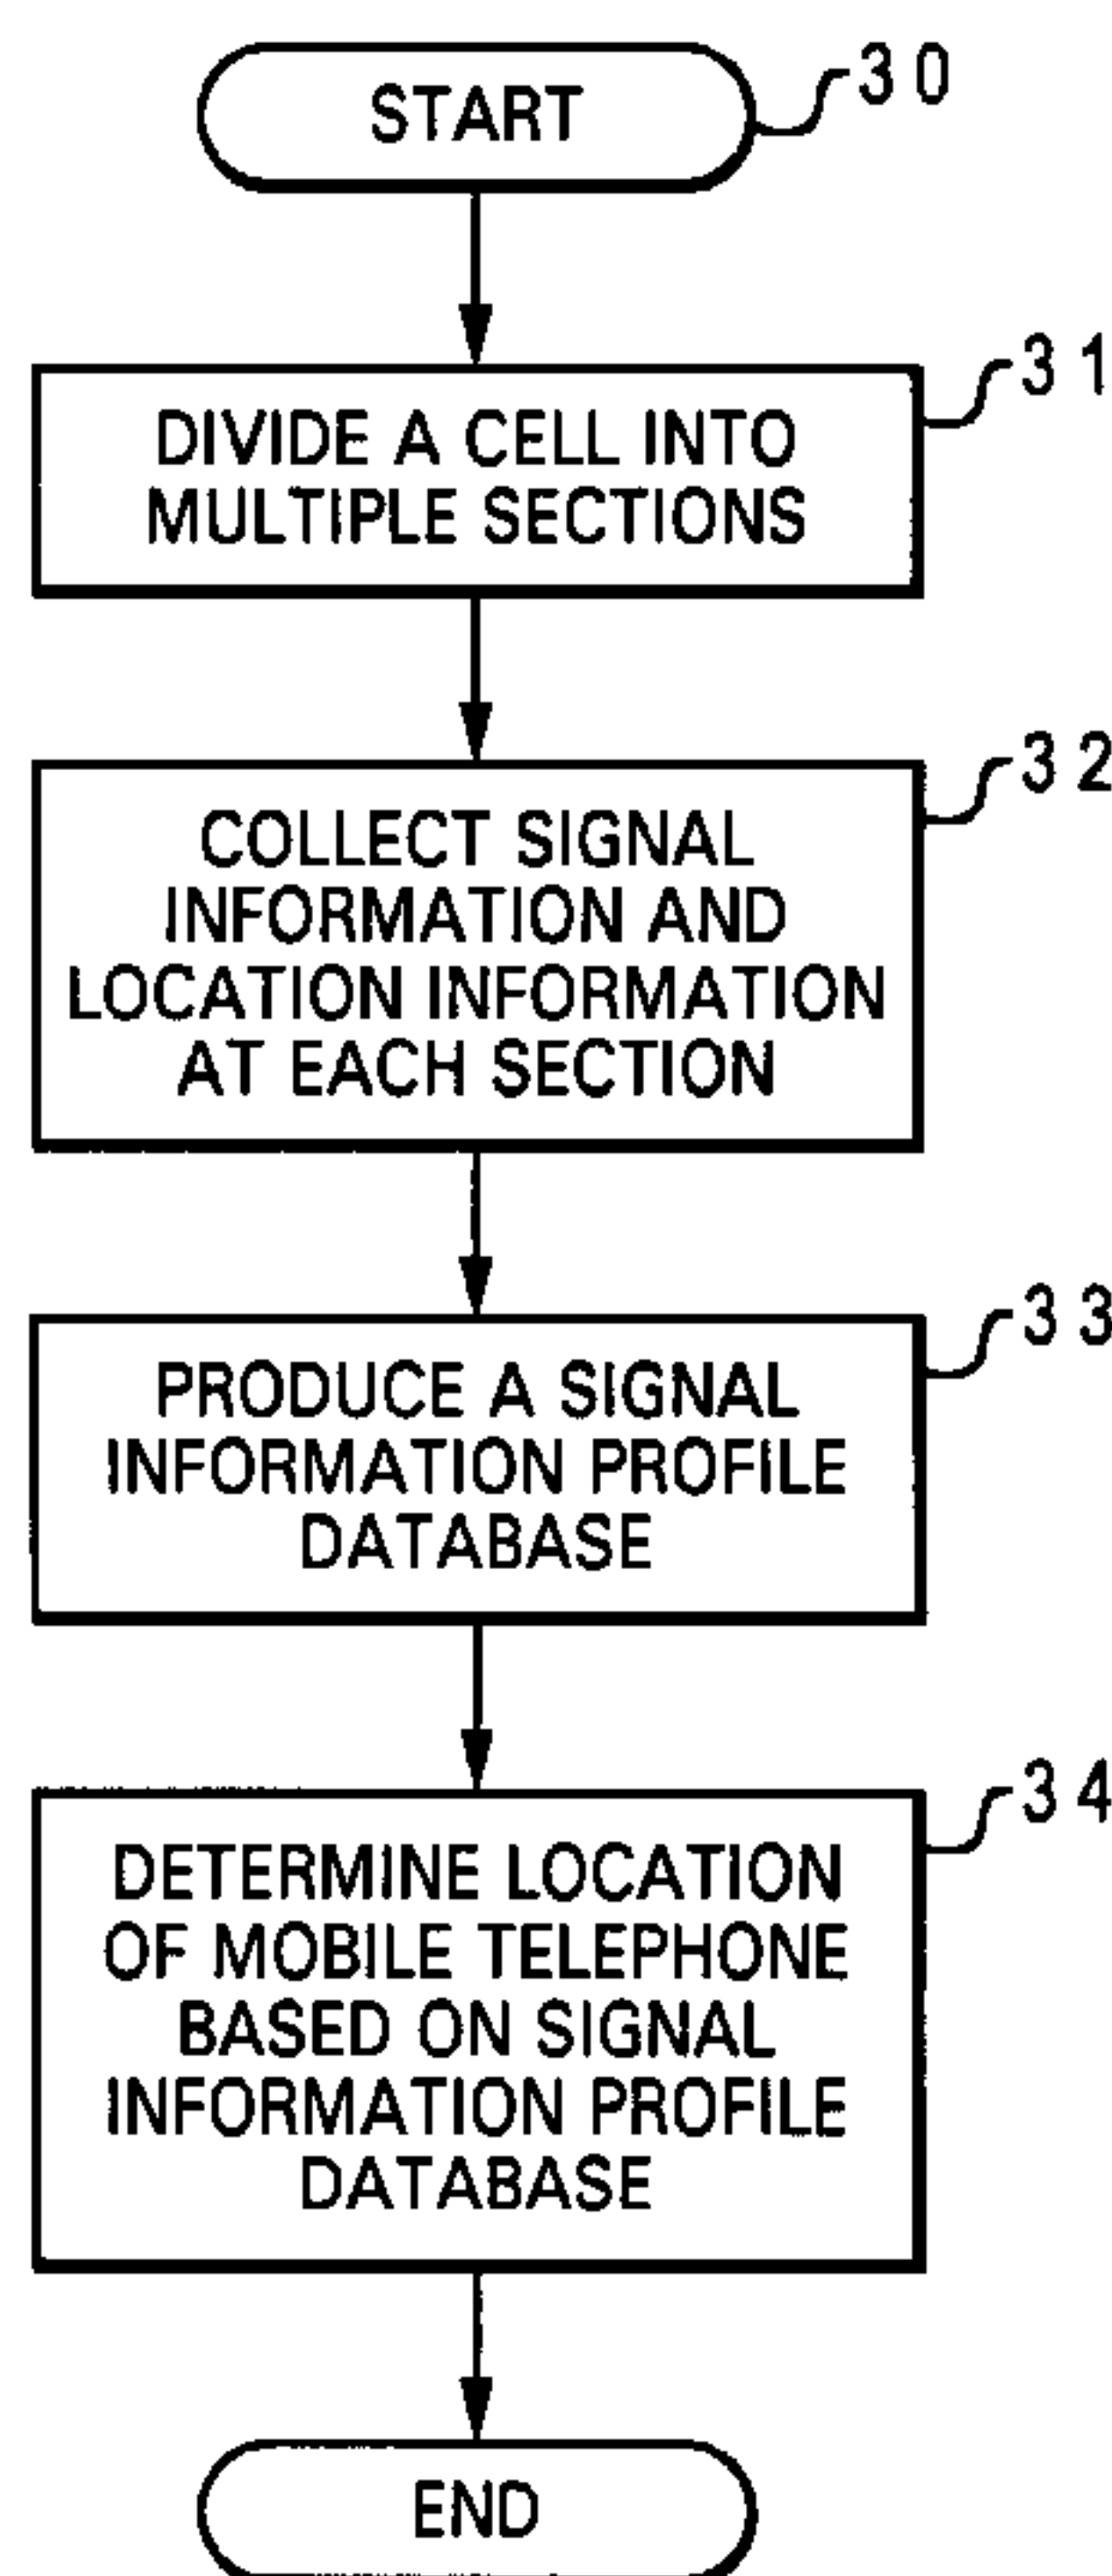 START
30
DIVIDE A CELL INTO
MULTIPLE SECTIONS
31
COLLECT SIGNAL
INFORMATION AND
LOCATION INFORMATION
AT EACH SECTION
32
PRODUCE A SIGNAL
INFORMATION PROFILE
DATABASE
33
DETERMINE LOCATION
OF MOBILE TELEPHONE
BASED ON SIGNAL
INFORMATION PROFILE
DATABASE
34
END